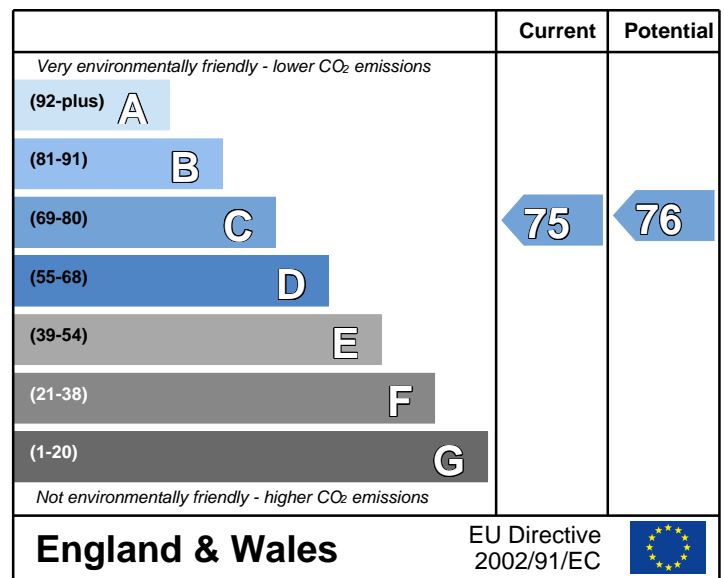 Current Potential
Very environmentally friendly - lower CO2 emissions
(92-plus) A
(81-91) B
(69-80) C 75 76
(55-68) D
(39-54) E
(21-38) F
(1-20) G
Not environmentally friendly - higher CO2 emissions
England & Wales
EU Directive
2002/91/EC